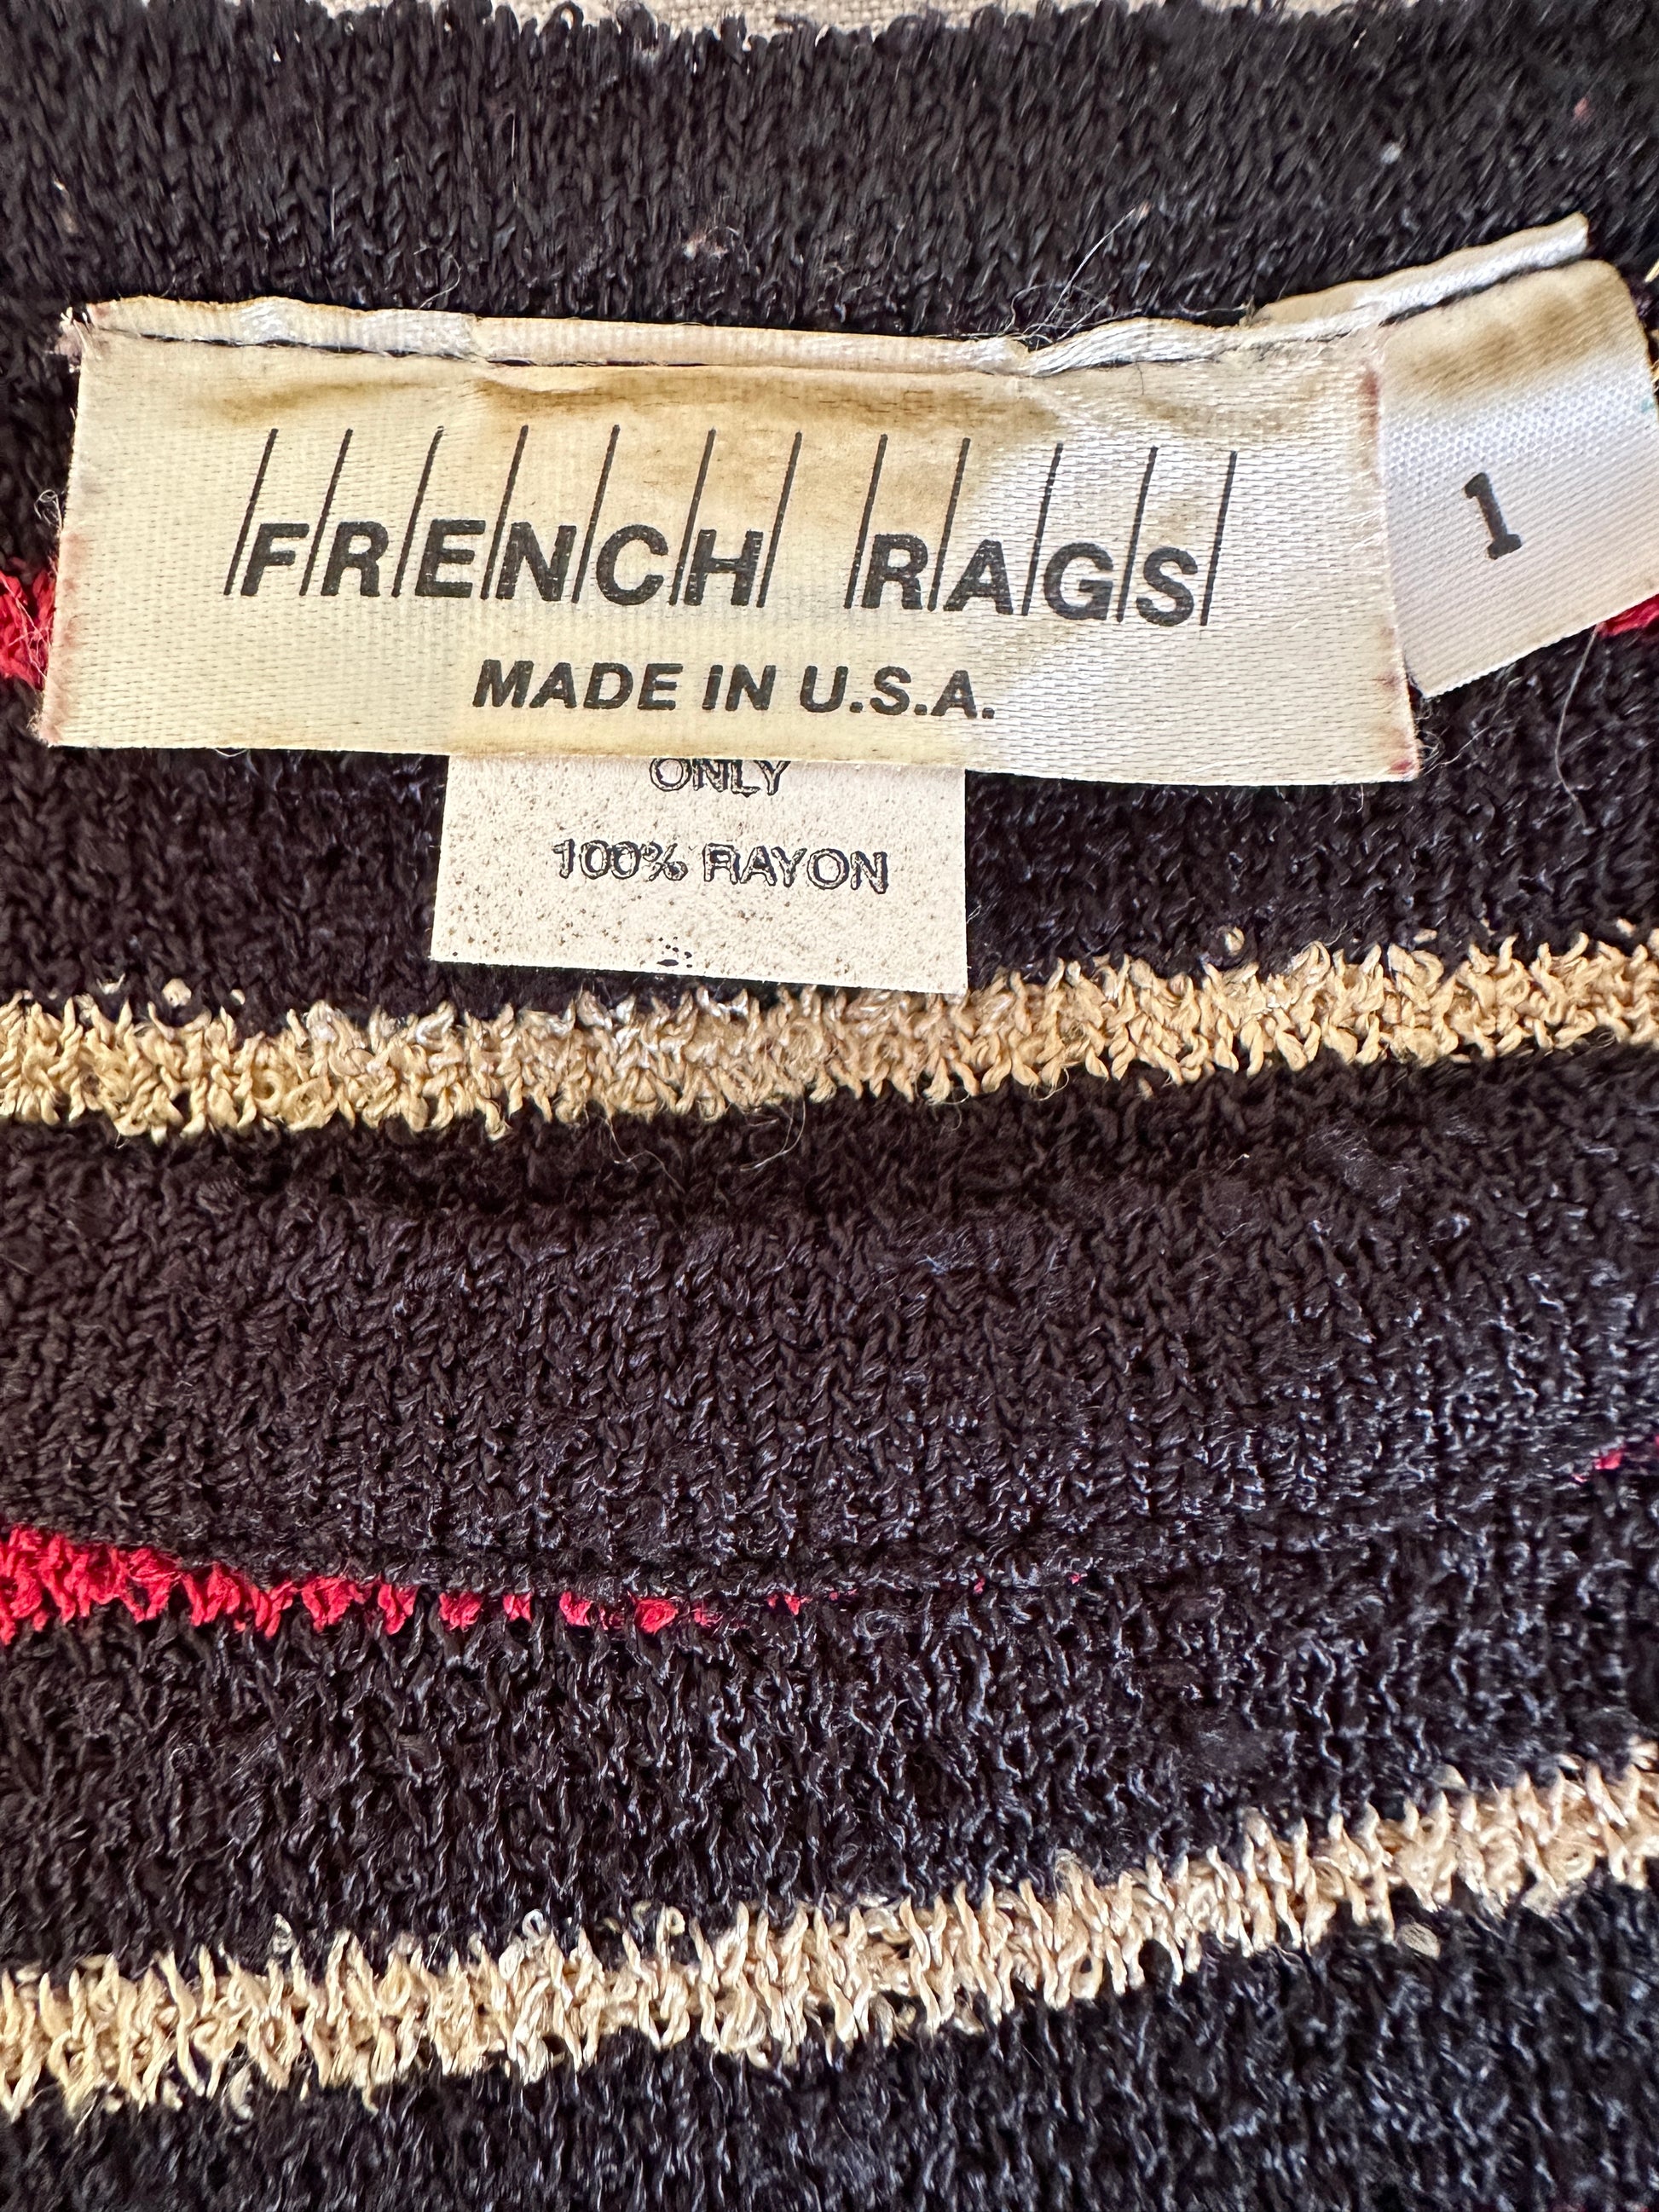 FRENCH RAGS
MADE IN U.S.A.
1
ONLY
100% RAYON